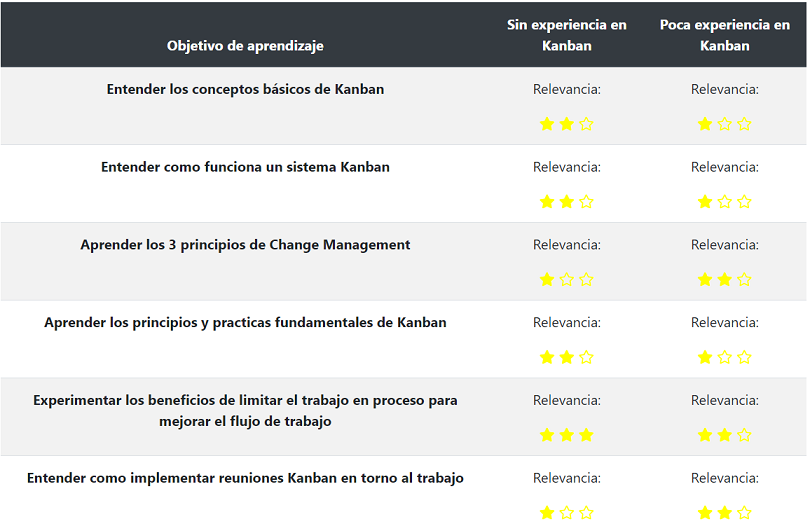 Objetivo de aprendizaje
Sin experiencia en
Kanban
Poca experiencia en
Kanban
Entender los conceptos básicos de Kanban
Relevancia:
Relevancia:
Entender como funciona un sistema Kanban
Relevancia:
Relevancia:
Aprender los 3 principios de Change Management
Relevancia:
Relevancia:
Aprender los principios y practicas fundamentales de Kanban
Relevancia:
Relevancia:
Experimentar los beneficios de limitar el trabajo en proceso para
mejorar el flujo de trabajo
Relevancia:
Relevancia:
Entender como implementar reuniones Kanban en torno al trabajo
Relevancia:
Relevancia: